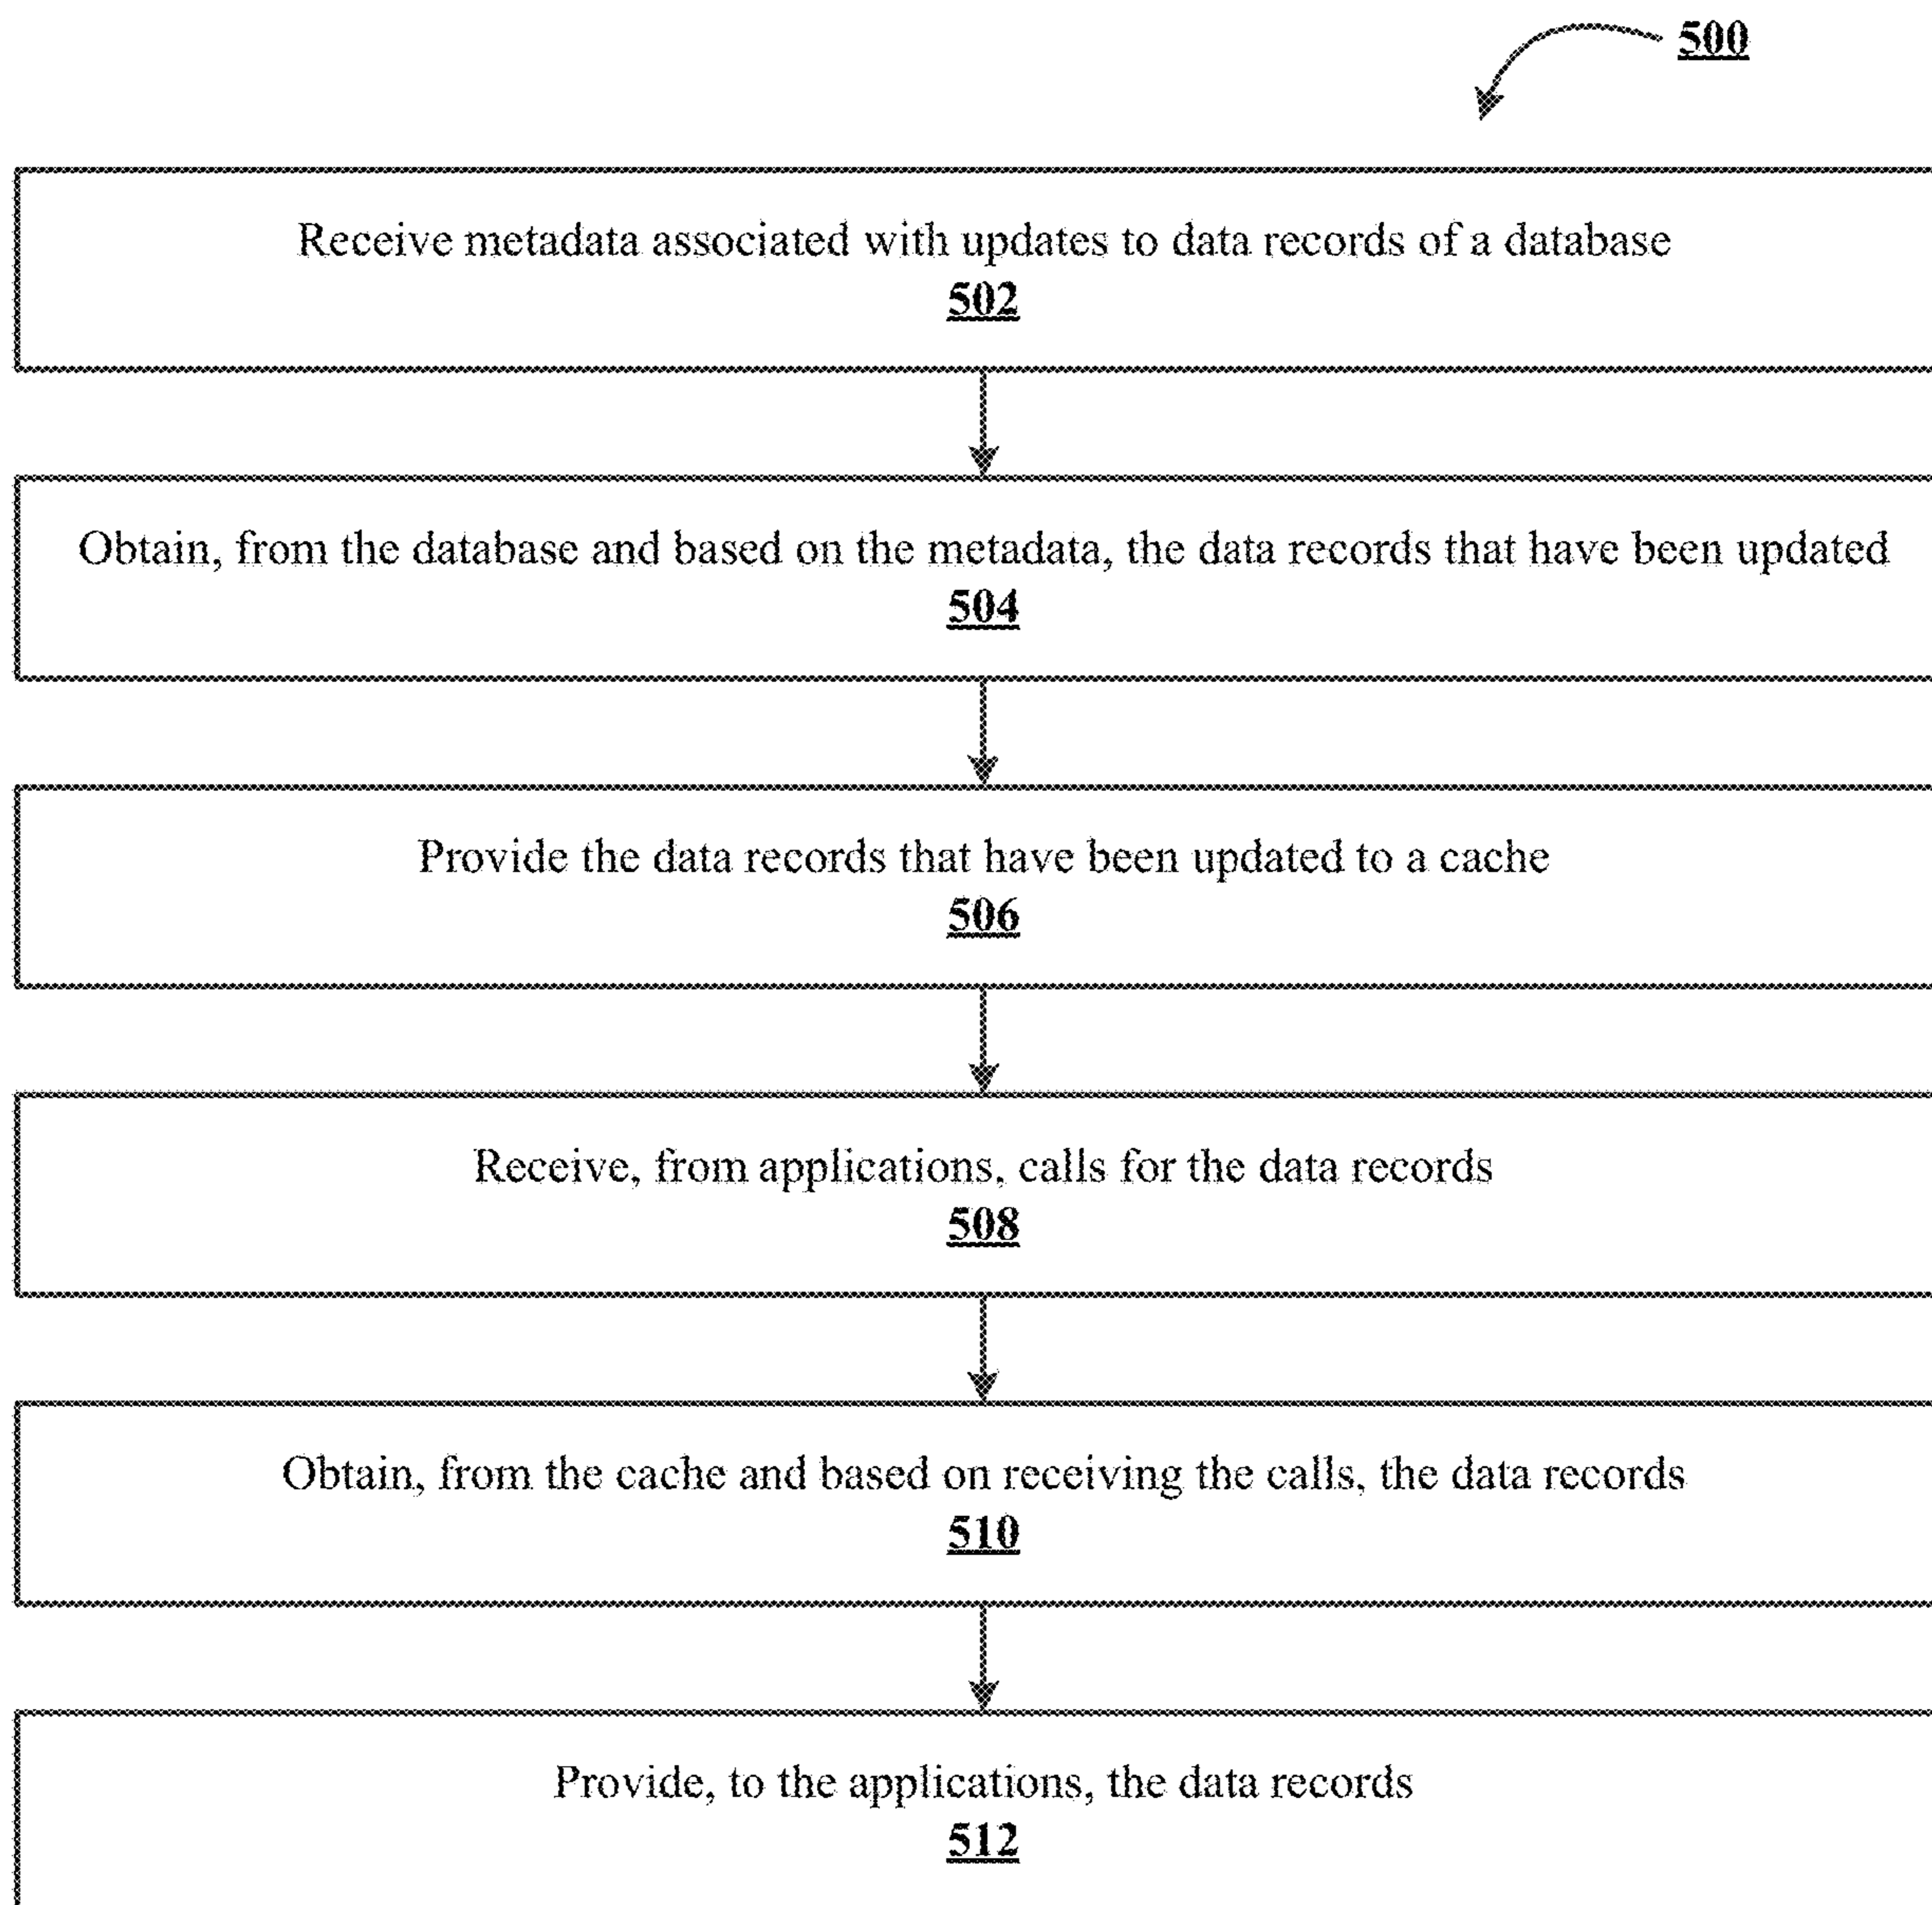 500
Receive metadata associated with updates to data records of a database
502
Obtain, from the database and based on the metadata, the data records that have been updated
504
Provide the data records that have been updated to a cache
506
Receive, from applications, calls for the data records
508
Obtain, from the cache and based on receiving the calls, the data records
510
Provide, to the applications, the data records
512